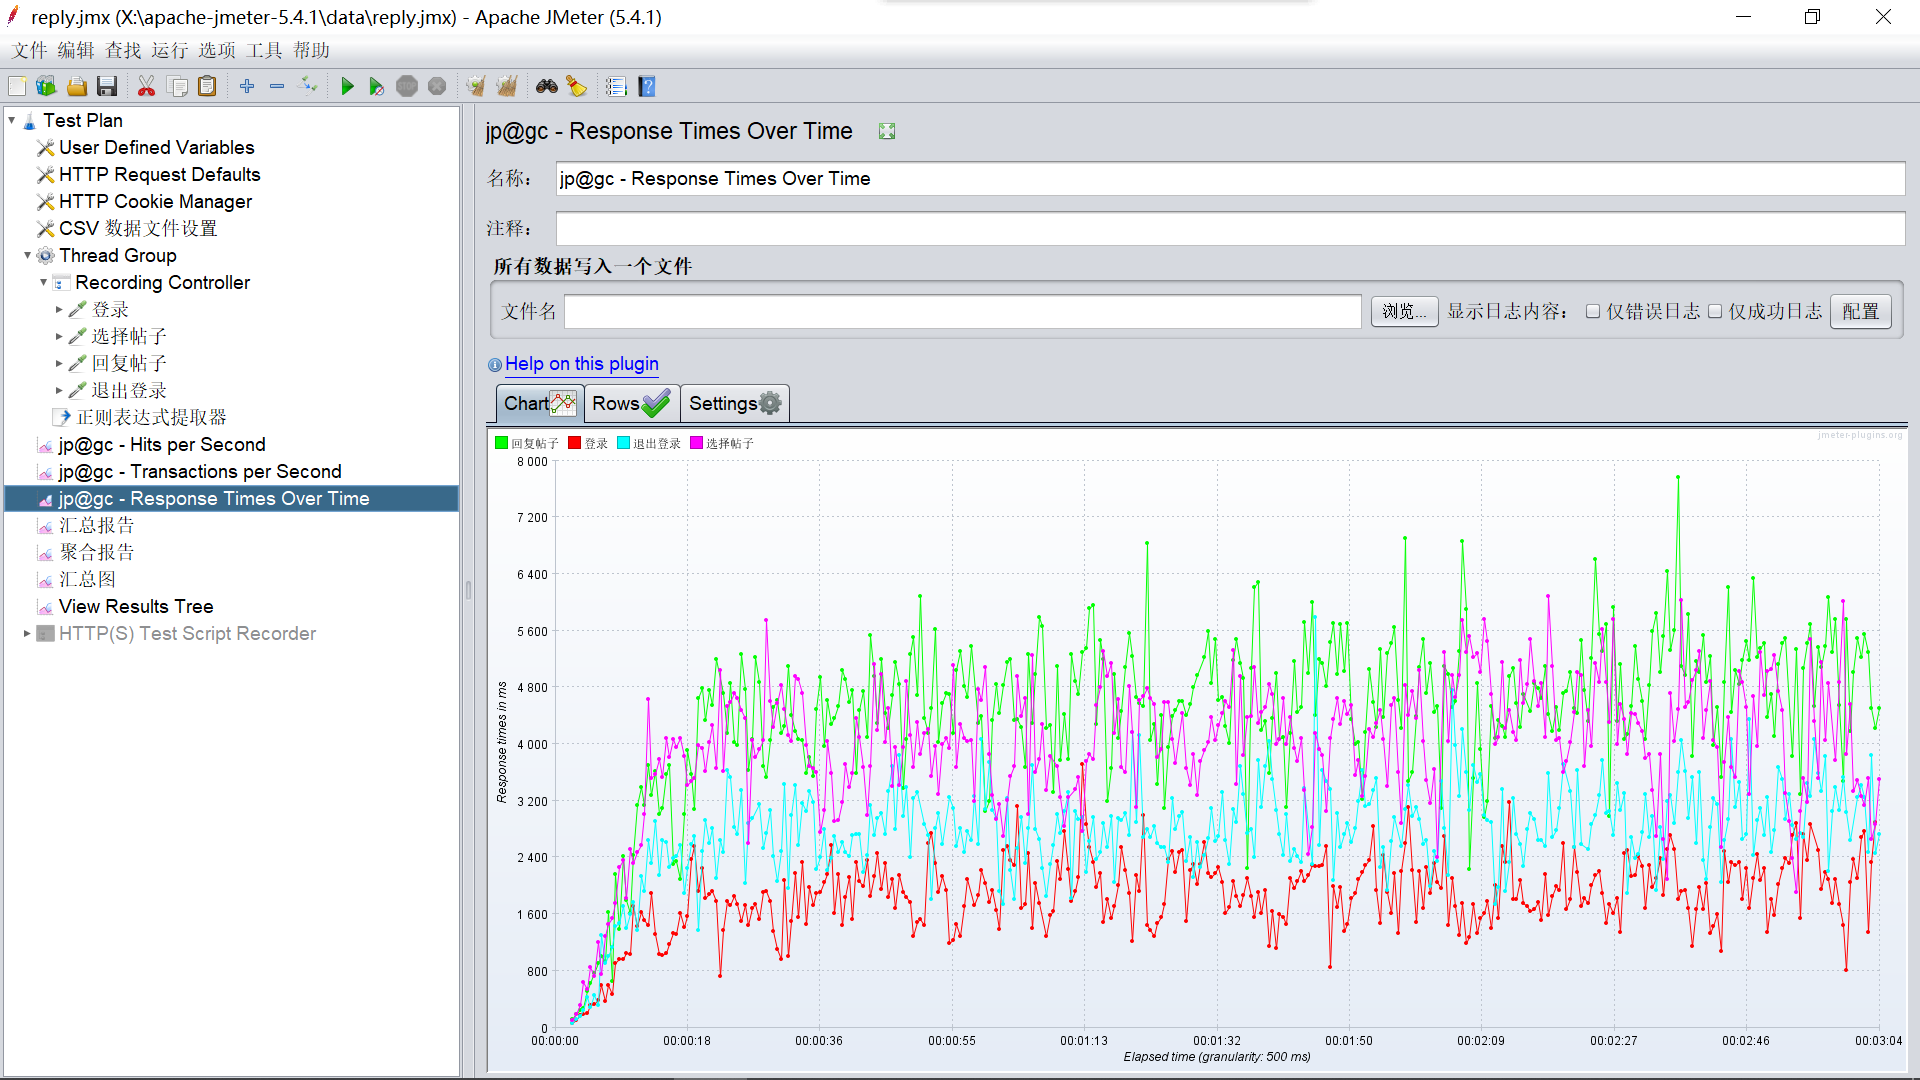 reply.jmx (X:\apache-jmeter-5.4.1\data\reply.jmx) - Apache JMeter (5.4.1)
文件 编辑 查找 运行 选项 工具 帮助
Test Plan
User Defined Variables
HTTP Request Defaults
HTTP Cookie Manager
CSV 数据文件设置
Thread Group
Recording Controller
登录
选择帖子
回复帖子
退出登录
正则表达式提取器
jp@gc - Hits per Second
jp@gc - Transactions per Second
jp@gc - Response Times Over Time
汇总报告
聚合报告
汇总图
View Results Tree
HTTP(S) Test Script Recorder
jp@gc - Response Times Over Time
名称： jp@gc - Response Times Over Time
注释：
所有数据写入一个文件
文件名 浏览... 显示日志内容： 仅错误日志 仅成功日志 配置
Help on this plugin
Chart Rows Settings
回复帖子 登录 退出登录 选择帖子
jmeter-plugins.org
8 000
7 200
6 400
5 600
4 800
4 000
3 200
2 400
1 600
800
0
Response times in ms
00:00:00 00:00:18 00:00:36 00:00:55 00:01:13 00:01:32 00:01:50 00:02:09 00:02:27 00:02:46 00:03:04
Elapsed time (granularity: 500 ms)